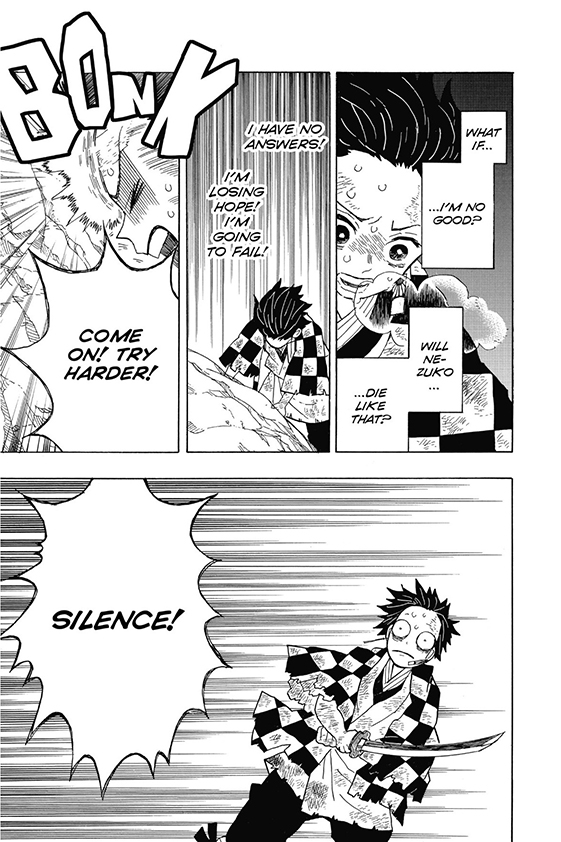 WHAT
IF...
...I'M NO
GOOD?
WILL
NE-
ZUKO
...
...DIE
LIKE
THAT?
I HAVE NO
ANSWERS!
I'M
LOSING
HOPE!
I'M
GOING
TO FAIL!
BONK
COME
ON! TRY
HARDER!
SILENCE!